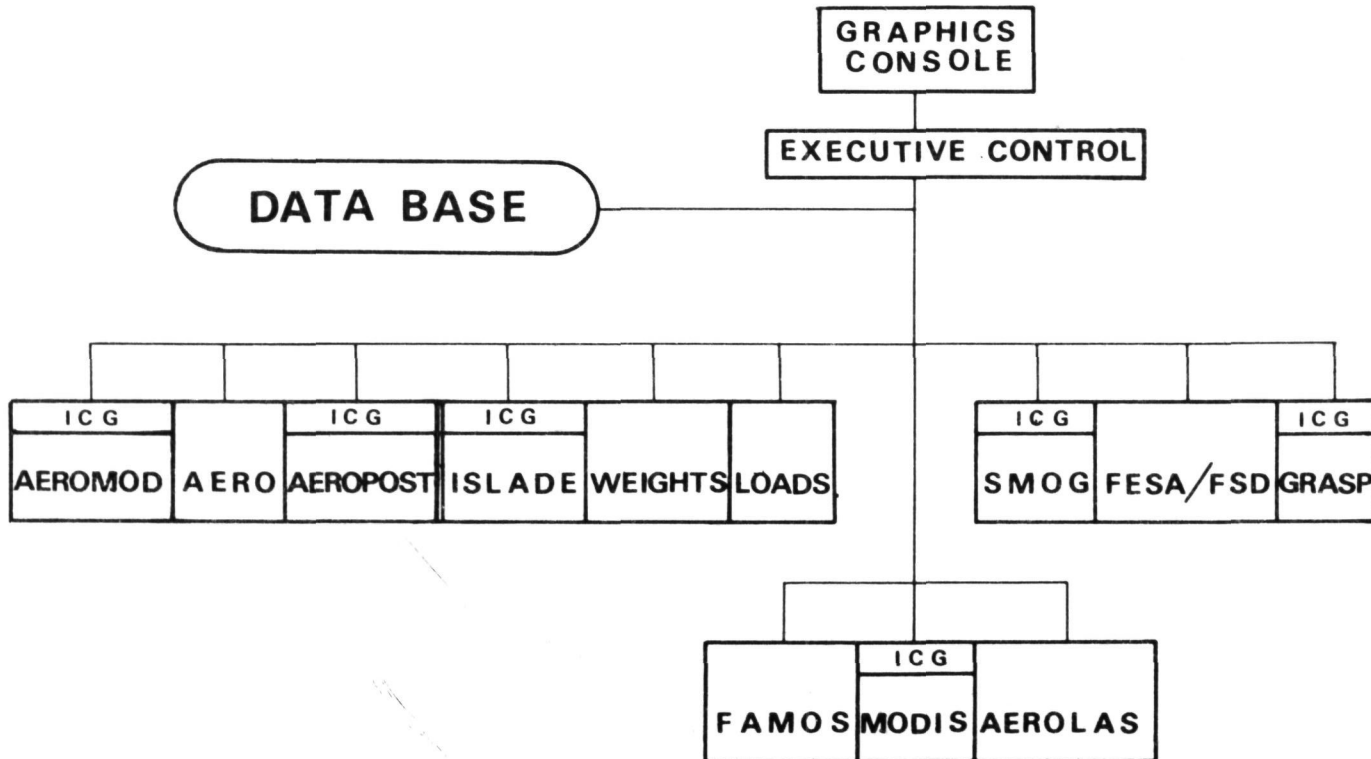 GRAPHICS
CONSOLE
EXECUTIVE CONTROL
DATA BASE
ICG
ICG
ICG
ICG
ICG
AEROMOD
AERO
AEROPOST
ISLADE
WEIGHTS
LOADS
SMOG
FESA/FSD
GRASP
ICG
FAMOS
MODIS
AEROLAS